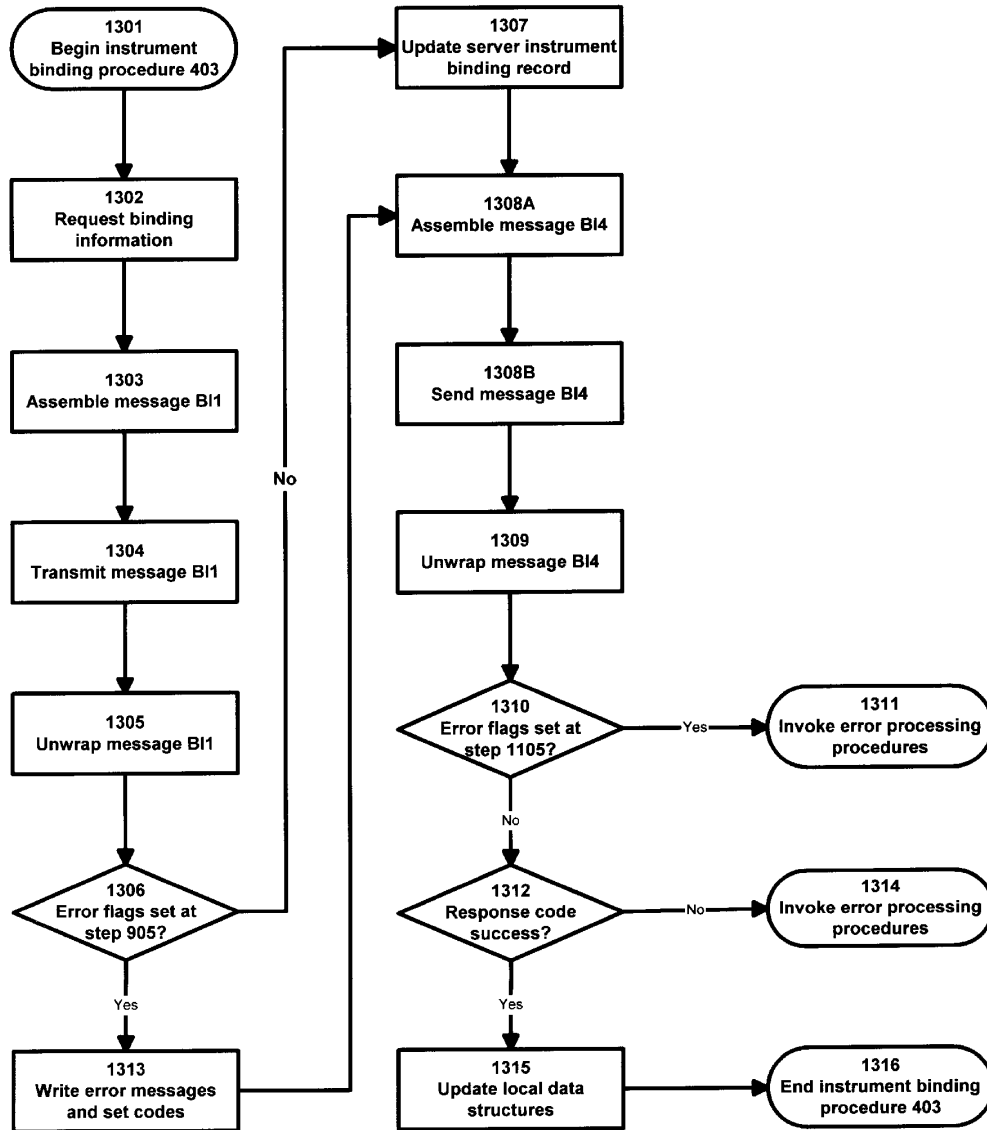 1301
Begin instrument
binding procedure 403
1302
Request binding
information
1303
Assemble message BI1
1304
Transmit message BI1
1305
Unwrap message BI1
1306
Error flags set at
step 905?
No
Yes
1313
Write error messages
and set codes
1307
Update server instrument
binding record
1308A
Assemble message BI4
1308B
Send message BI4
1309
Unwrap message BI4
1310
Error flags set at
step 1105?
Yes
1311
Invoke error processing
procedures
No
1312
Response code
success?
No
1314
Invoke error processing
procedures
Yes
1315
Update local data
structures
1316
End instrument binding
procedure 403